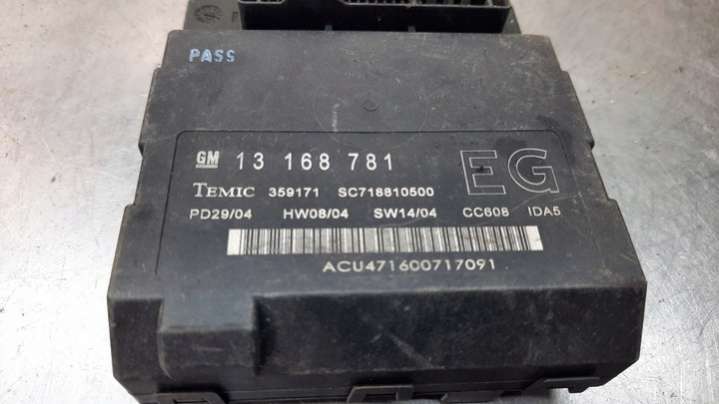 PASS
GM 13 168 781 EG
TEMIC 359171 SC718810500
PD29/04 HW08/04 SW14/04 CC608 IDA5
ACU471600717091